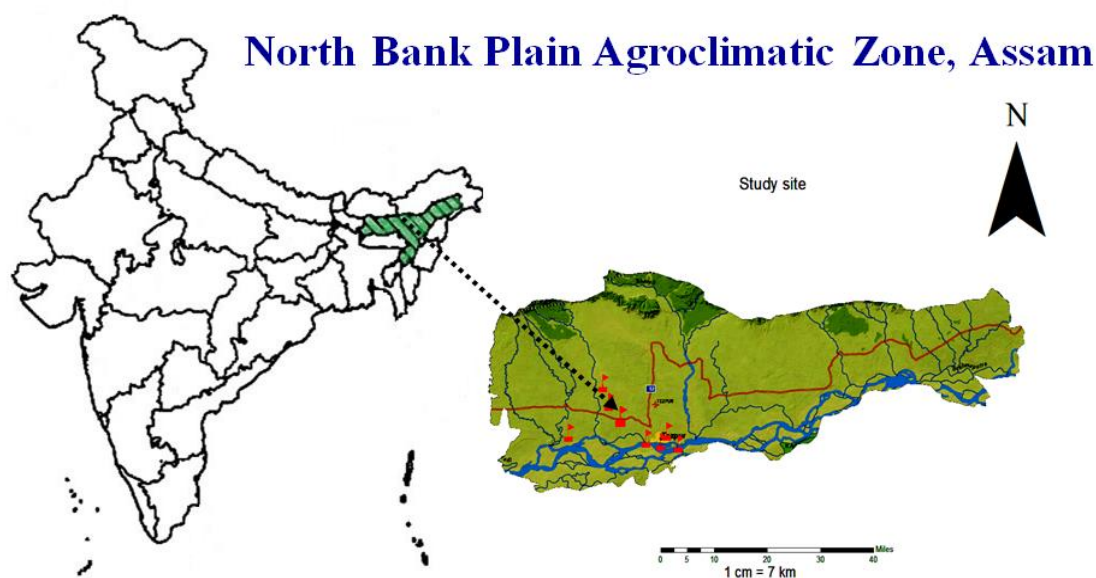 North Bank Plain Agroclimatic Zone, Assam
N
Study site
Miles
0 5 10 20 30 40
1 cm = 7 km